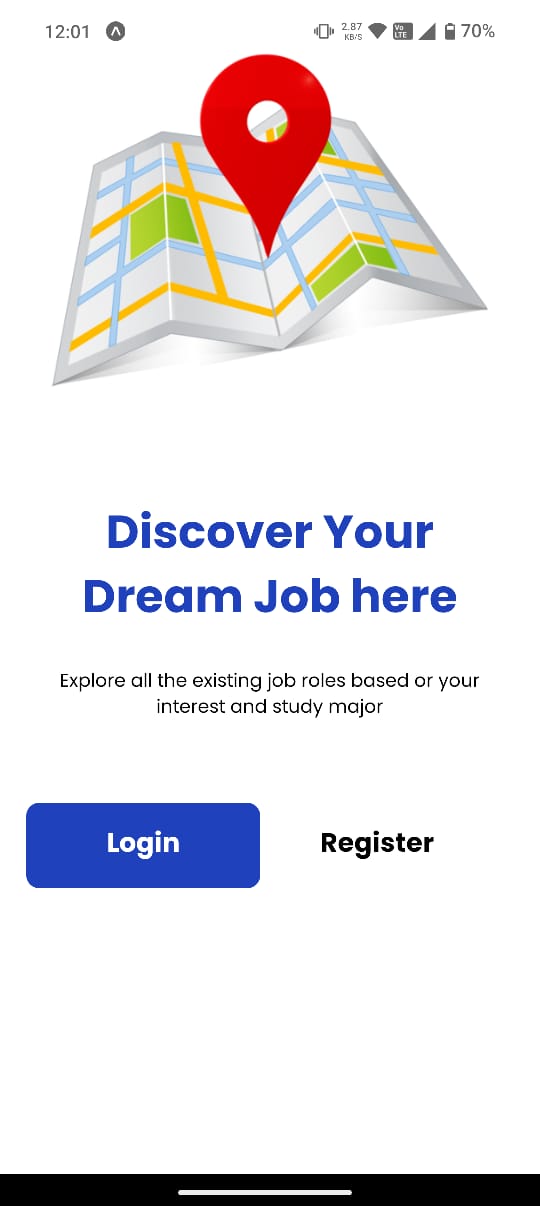 12:01 2.87 KB/S Vo LTE 70%
Discover Your
Dream Job here
Explore all the existing job roles based or your
interest and study major
Login Register